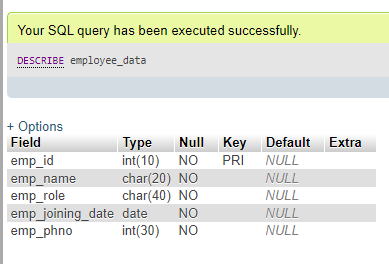 Your SQL query has been executed successfully.
DESCRIBE employee_data
+ Options
Field Type Null Key Default Extra
emp_id int(10) NO PRI NULL
emp_name char(20) NO NULL
emp_role char(40) NO NULL
emp_joining_date date NO NULL
emp_phno int(30) NO NULL